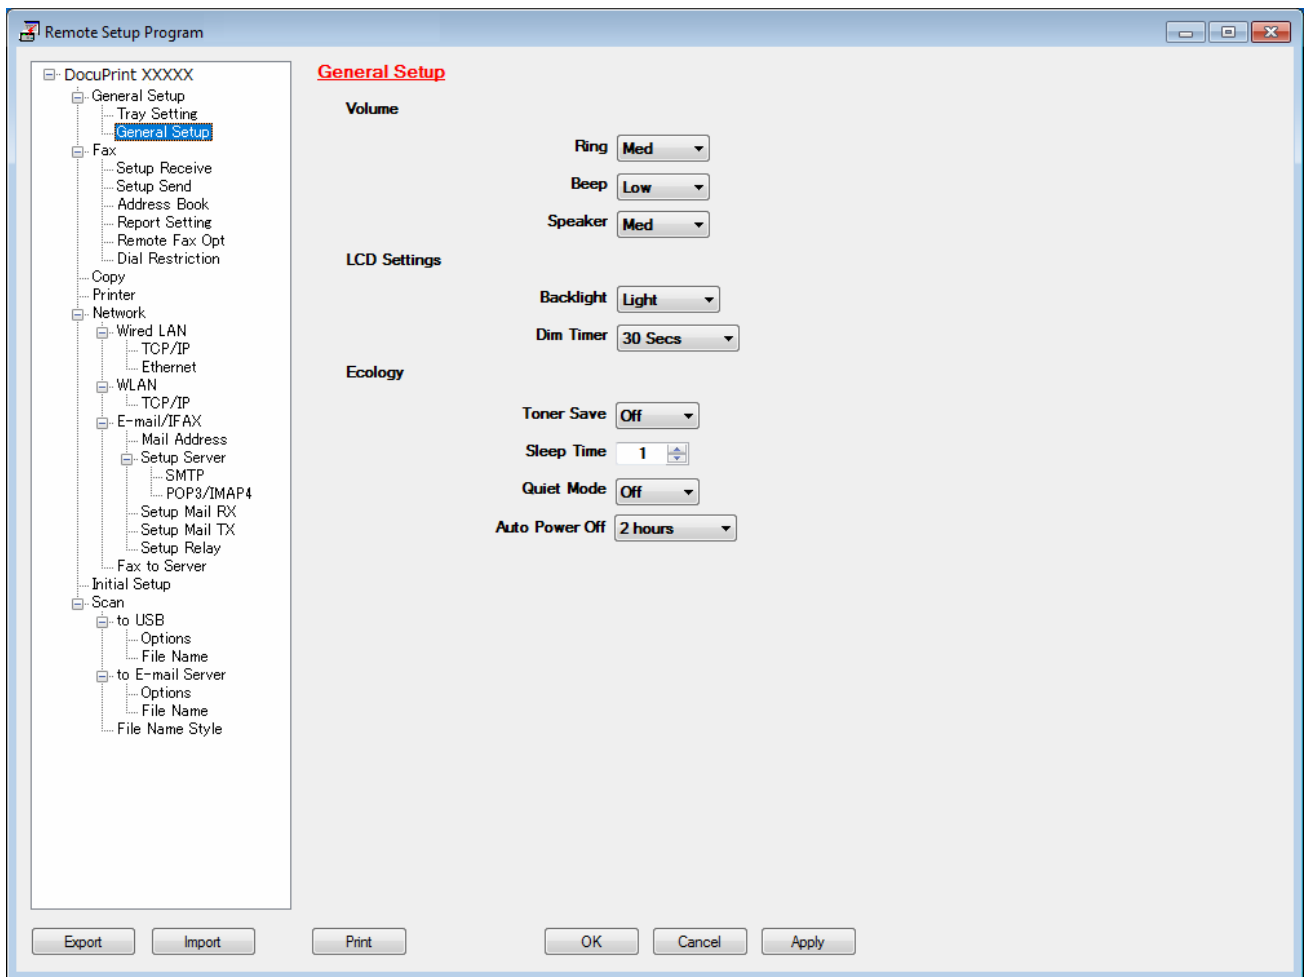 Remote Setup Program
DocuPrint XXXXX
General Setup
Tray Setting
General Setup
Fax
Setup Receive
Setup Send
Address Book
Report Setting
Remote Fax Opt
Dial Restriction
Copy
Printer
Network
Wired LAN
TCP/IP
Ethernet
WLAN
TCP/IP
E-mail/IFAX
Mail Address
Setup Server
SMTP
POP3/IMAP4
Setup Mail RX
Setup Mail TX
Setup Relay
Fax to Server
Initial Setup
Scan
to USB
Options
File Name
to E-mail Server
Options
File Name
File Name Style
General Setup
Volume
Ring Med
Beep Low
Speaker Med
LCD Settings
Backlight Light
Dim Timer 30 Secs
Ecology
Toner Save Off
Sleep Time 1
Quiet Mode Off
Auto Power Off 2 hours
Export Import Print OK Cancel Apply